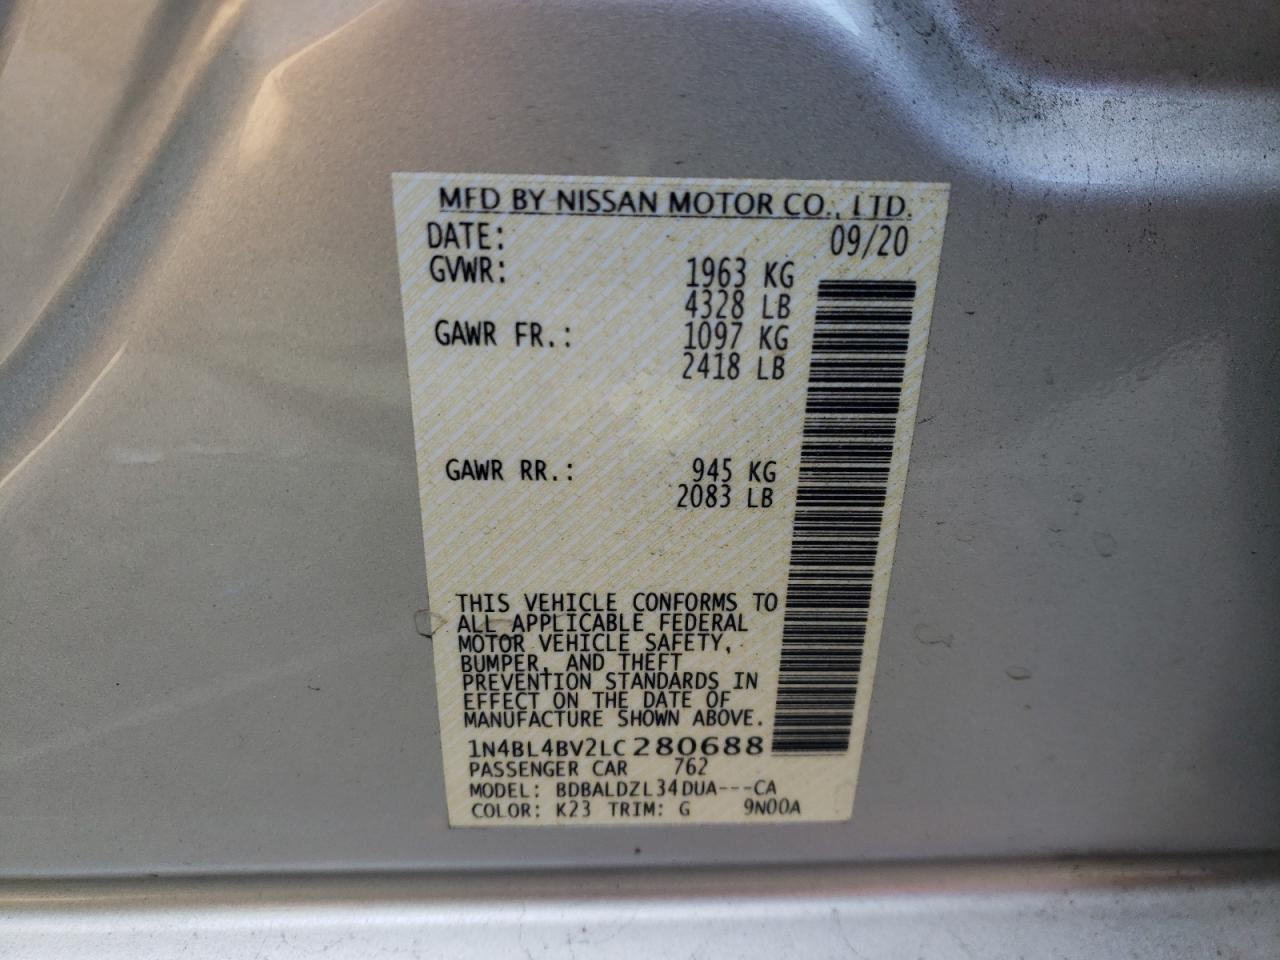 MFD BY NISSAN MOTOR CO., LTD.
DATE: 09/20
GVWR: 1963 KG
4328 LB
GAWR FR.: 1097 KG
2418 LB
GAWR RR.: 945 KG
2083 LB
THIS VEHICLE CONFORMS TO
ALL APPLICABLE FEDERAL
MOTOR VEHICLE SAFETY,
BUMPER, AND THEFT
PREVENTION STANDARDS IN
EFFECT ON THE DATE OF
MANUFACTURE SHOWN ABOVE.
1N4BL4BV2LC280688
PASSENGER CAR 762
MODEL: BDBALDZL34DUA---CA
COLOR: K23 TRIM: G 9N00A